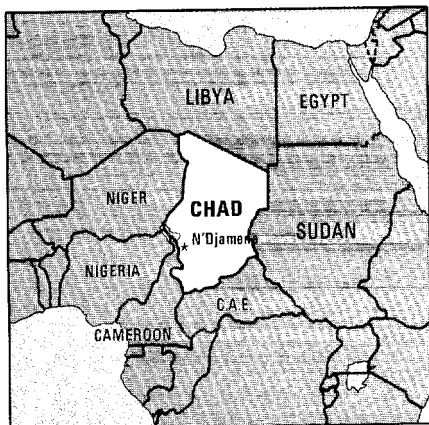 LIBYA
EGYPT
NIGER
CHAD
N'Djamena
SUDAN
NIGERIA
C.A.E.
CAMEROON